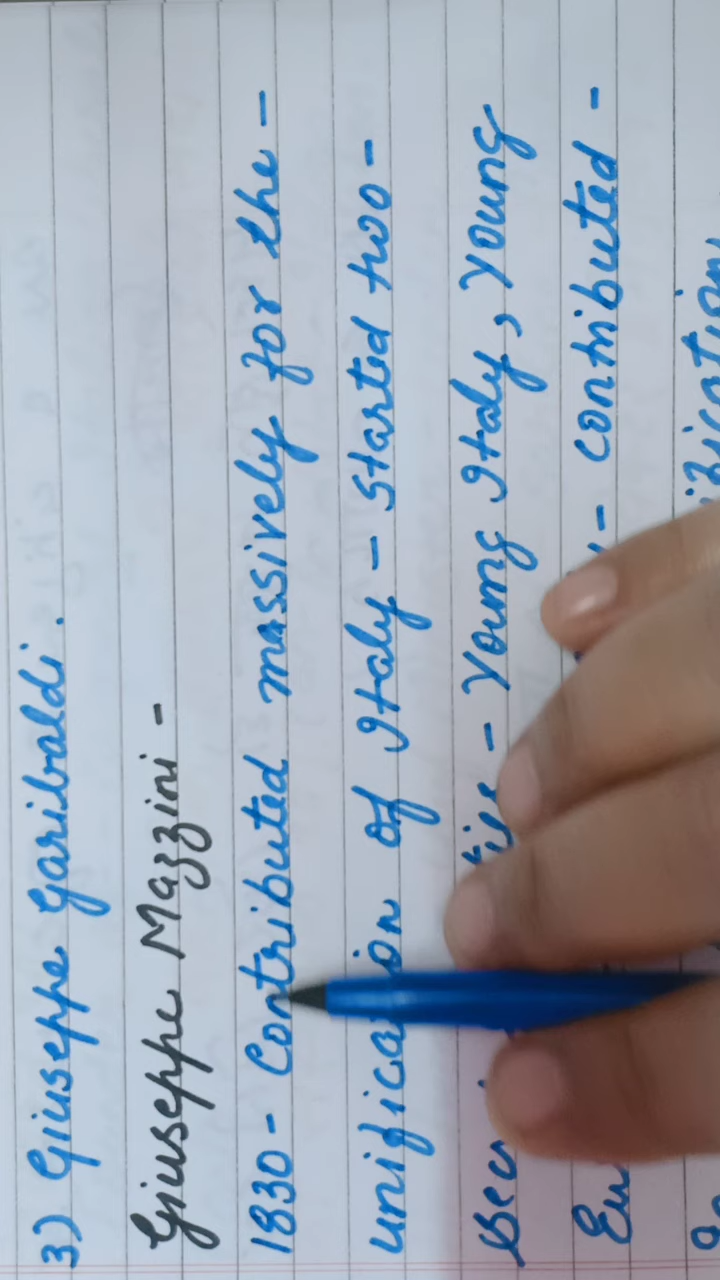 3) Giuseppe Garibaldi.
Giuseppe Mazzini -
1830 - Contributed massively for the -
unification of Italy - Started two -
- Young Italy, Young
- contributed -